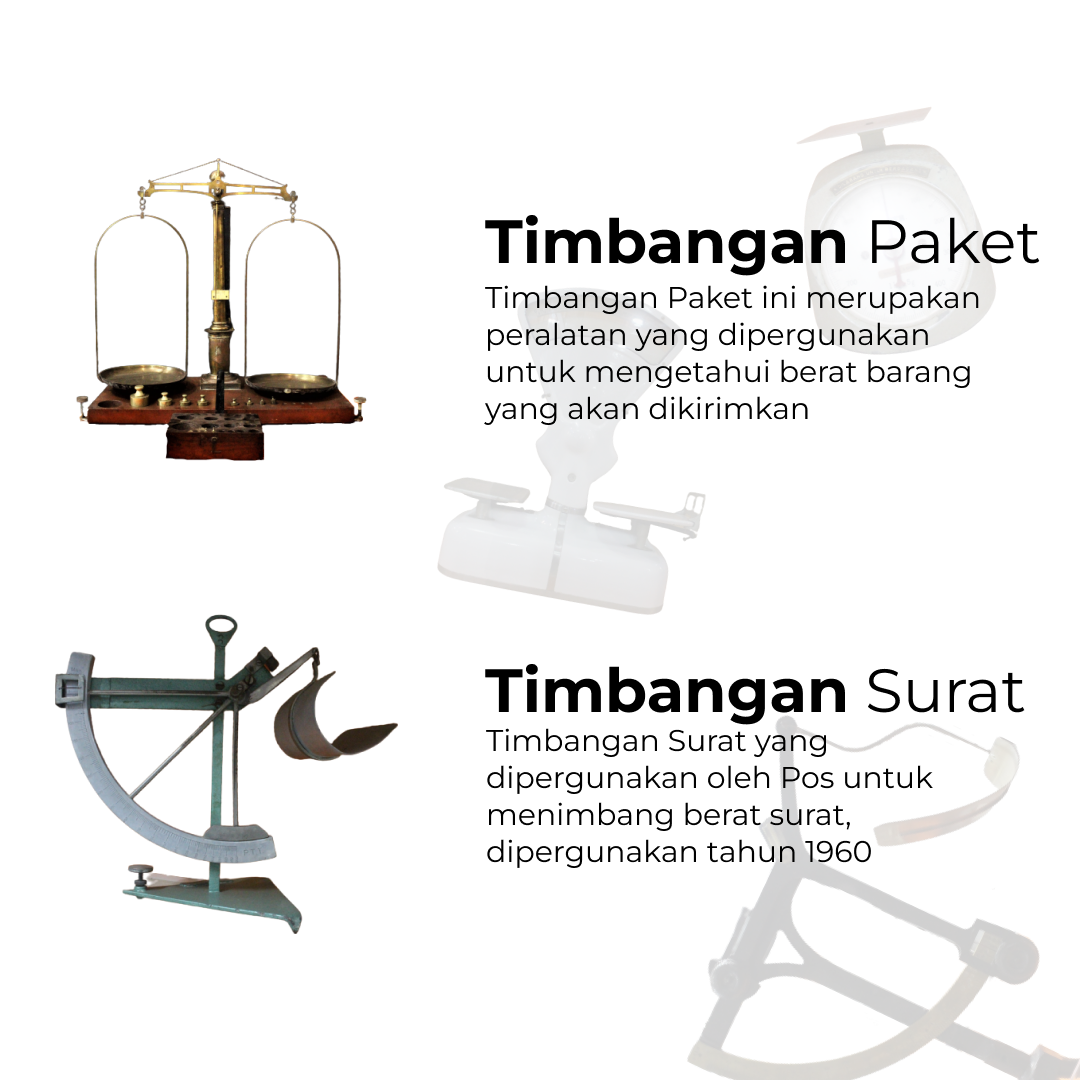 Timbangan Paket
Timbangan Paket ini merupakan
peralatan yang dipergunakan
untuk mengetahui berat barang
yang akan dikirimkan
Timbangan Surat
Timbangan Surat yang
dipergunakan oleh Pos untuk
menimbang berat surat,
dipergunakan tahun 1960